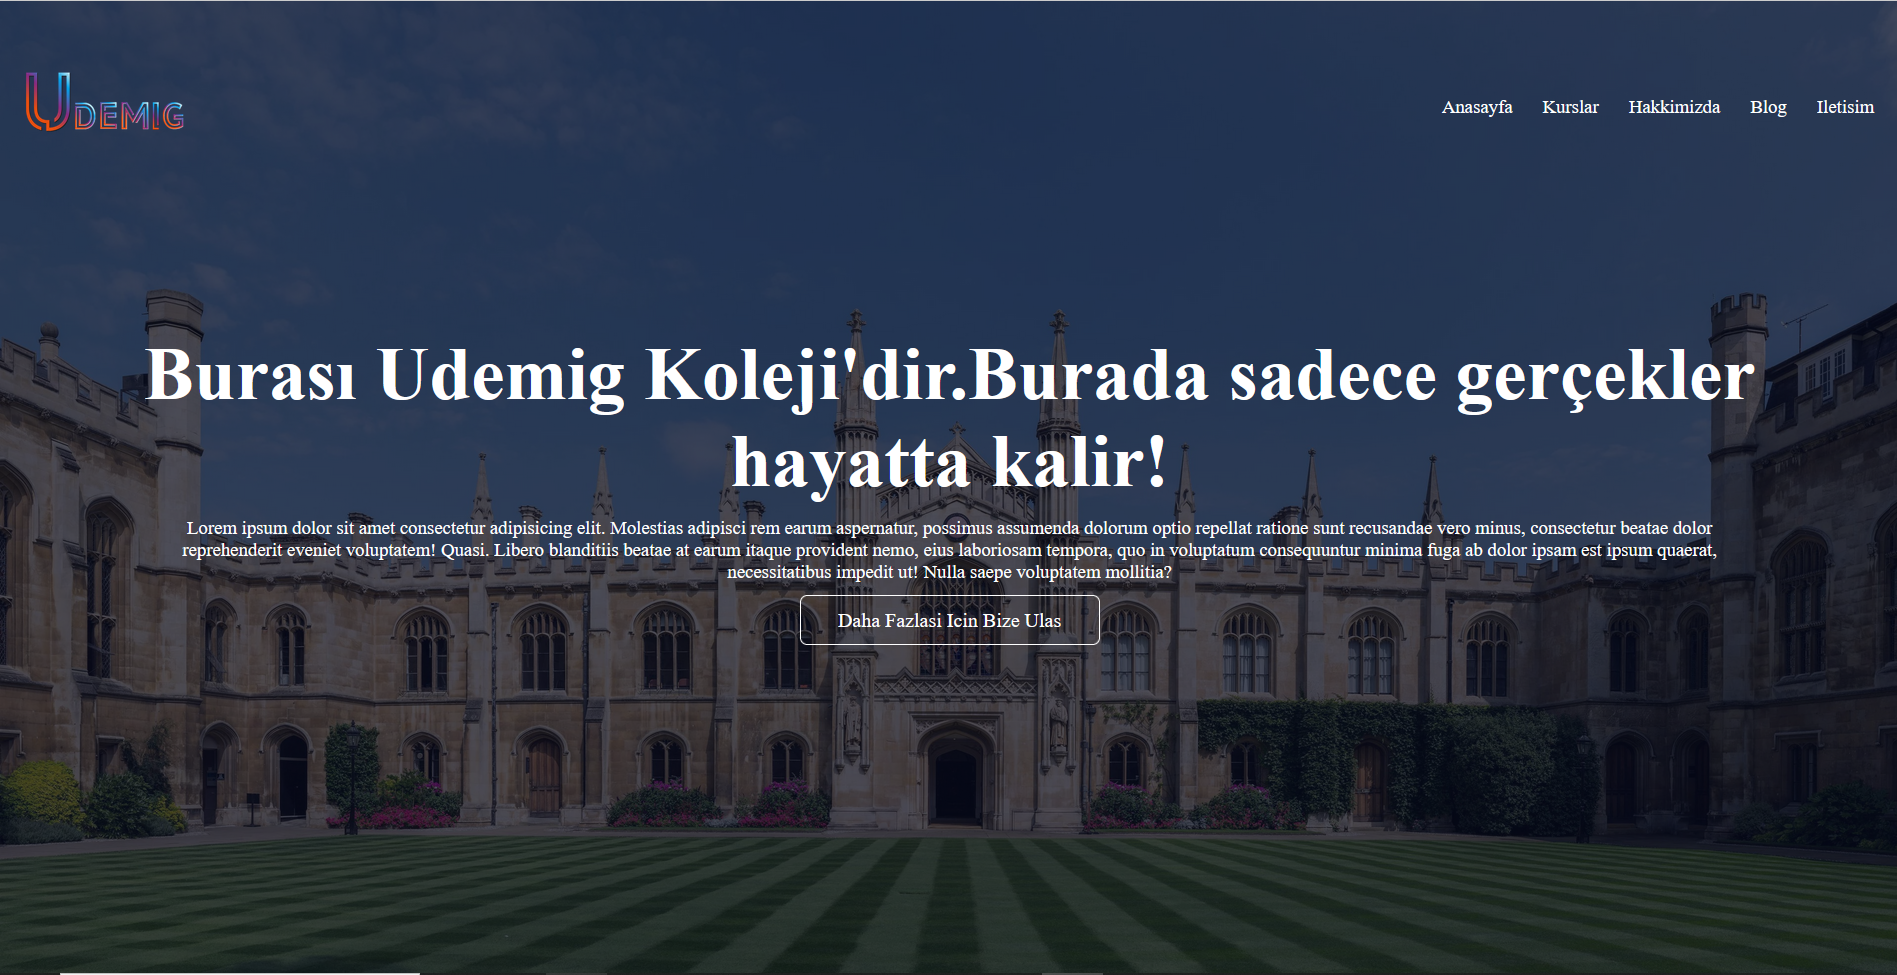 UDEMIG
Anasayfa Kurslar Hakkimizda Blog Iletisim
Burası Udemig Koleji'dir.Burada sadece gerçekler
hayatta kalir!
Lorem ipsum dolor sit amet consectetur adipisicing elit. Molestias adipisci rem earum aspernatur, possimus assumenda dolorum optio repellat ratione sunt recusandae vero minus, consectetur beatae dolor
reprehenderit eveniet voluptatem! Quasi. Libero blanditiis beatae at earum itaque provident nemo, eius laboriosam tempora, quo in voluptatum consequuntur minima fuga ab dolor ipsam est ipsum quaerat,
necessitatibus impedit ut! Nulla saepe voluptatem mollitia?
Daha Fazlasi Icin Bize Ulas